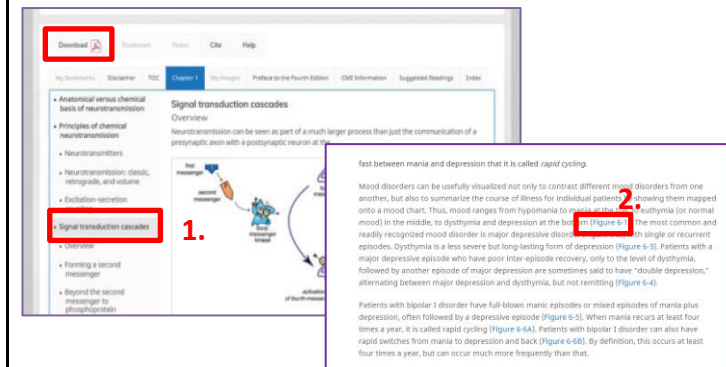 Download
Bookmark
Notes
Cite
Help
My Bookmarks
Disclaimer
TOC
Chapter 1
My Images
Preface to the Fourth Edition
CME Information
Suggested Readings
Index
• Anatomical versus chemical
basis of neurotransmission
• Principles of chemical
neurotransmission
• Neurotransmitters
• Neurotransmission: classic,
retrograde, and volume
• Excitation-secretion
• Signal transduction cascades
• Overview
• Forming a second
messenger
• Beyond the second
messenger to
phosphoprotein
Signal transduction cascades
Overview
Neurotransmission can be seen as part of a much larger process than just the communication of a
presynaptic axon with a postsynaptic neuron at the
first
messenger
second
messenger
third-
messenger
kinase
activation
of fourth-messenger
1.
fast between mania and depression that it is called rapid cycling.
Mood disorders can be usefully visualized not only to contrast different mood disorders from one
another, but also to summarize the course of illness for individual patients by showing them mapped
onto a mood chart. Thus, mood ranges from hypomania to mania at the top to euthymia (or normal
mood) in the middle, to dysthymia and depression at the bottom (Figure 6-1). The most common and
readily recognized mood disorder is major depressive disorder, with single or recurrent
episodes. Dysthymia is a less severe but long-lasting form of depression (Figure 6-3). Patients with a
major depressive episode who have poor inter-episode recovery, only to the level of dysthymia,
followed by another episode of major depression are sometimes said to have "double depression,"
alternating between major depression and dysthymia, but not remitting (Figure 6-4).
Patients with bipolar I disorder have full-blown manic episodes or mixed episodes of mania plus
depression, often followed by a depressive episode (Figure 6-5). When mania recurs at least four
times a year, it is called rapid cycling (Figure 6-6A). Patients with bipolar I disorder can also have
rapid switches from mania to depression and back (Figure 6-6B). By definition, this occurs at least
four times a year, but can occur much more frequently than that.
2.